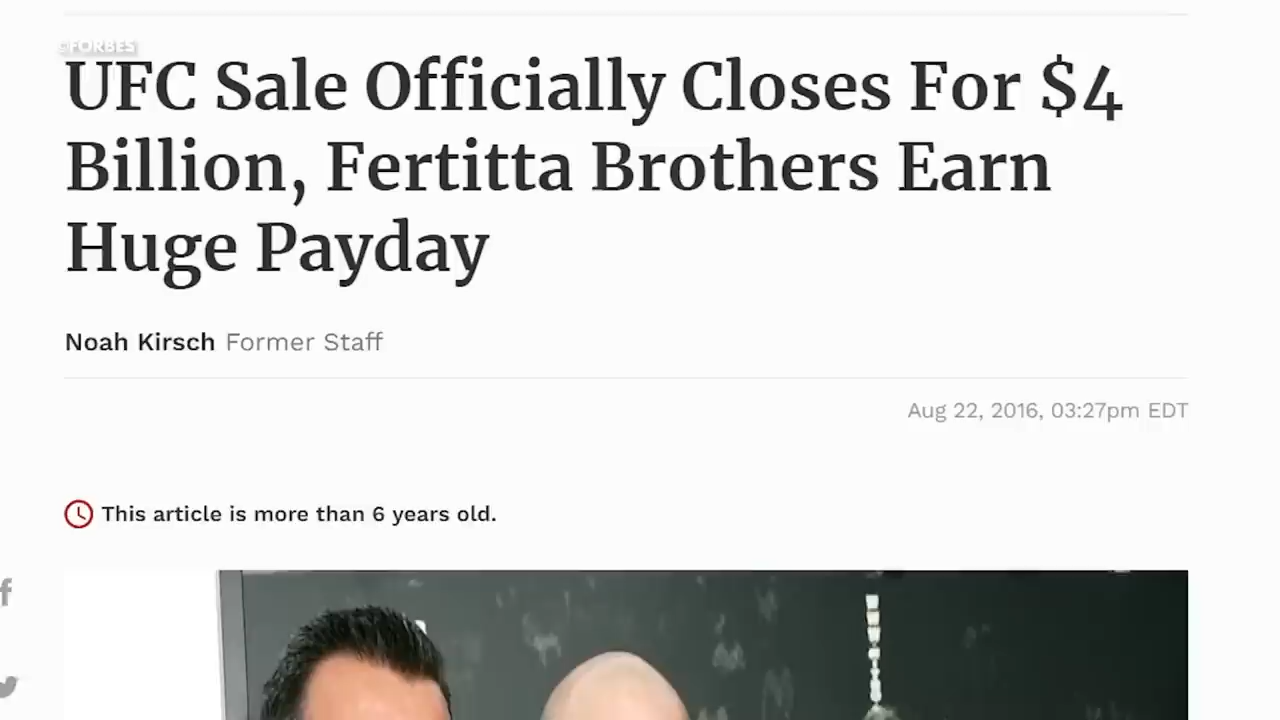 ©FORBES
UFC Sale Officially Closes For $4
Billion, Fertitta Brothers Earn
Huge Payday
Noah Kirsch Former Staff
Aug 22, 2016, 03:27pm EDT
This article is more than 6 years old.